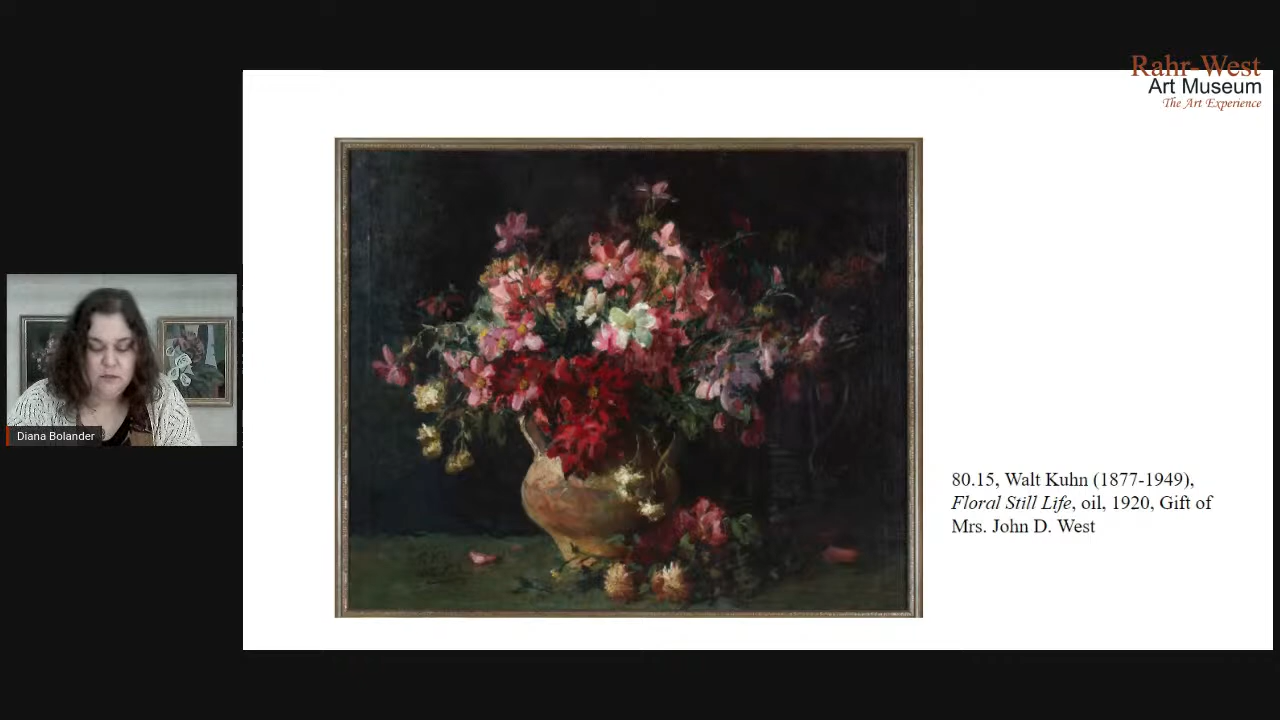 Rahr-West
Art Museum
The Art Experience
Diana Bolander
80.15, Walt Kuhn (1877-1949),
Floral Still Life, oil, 1920, Gift of
Mrs. John D. West